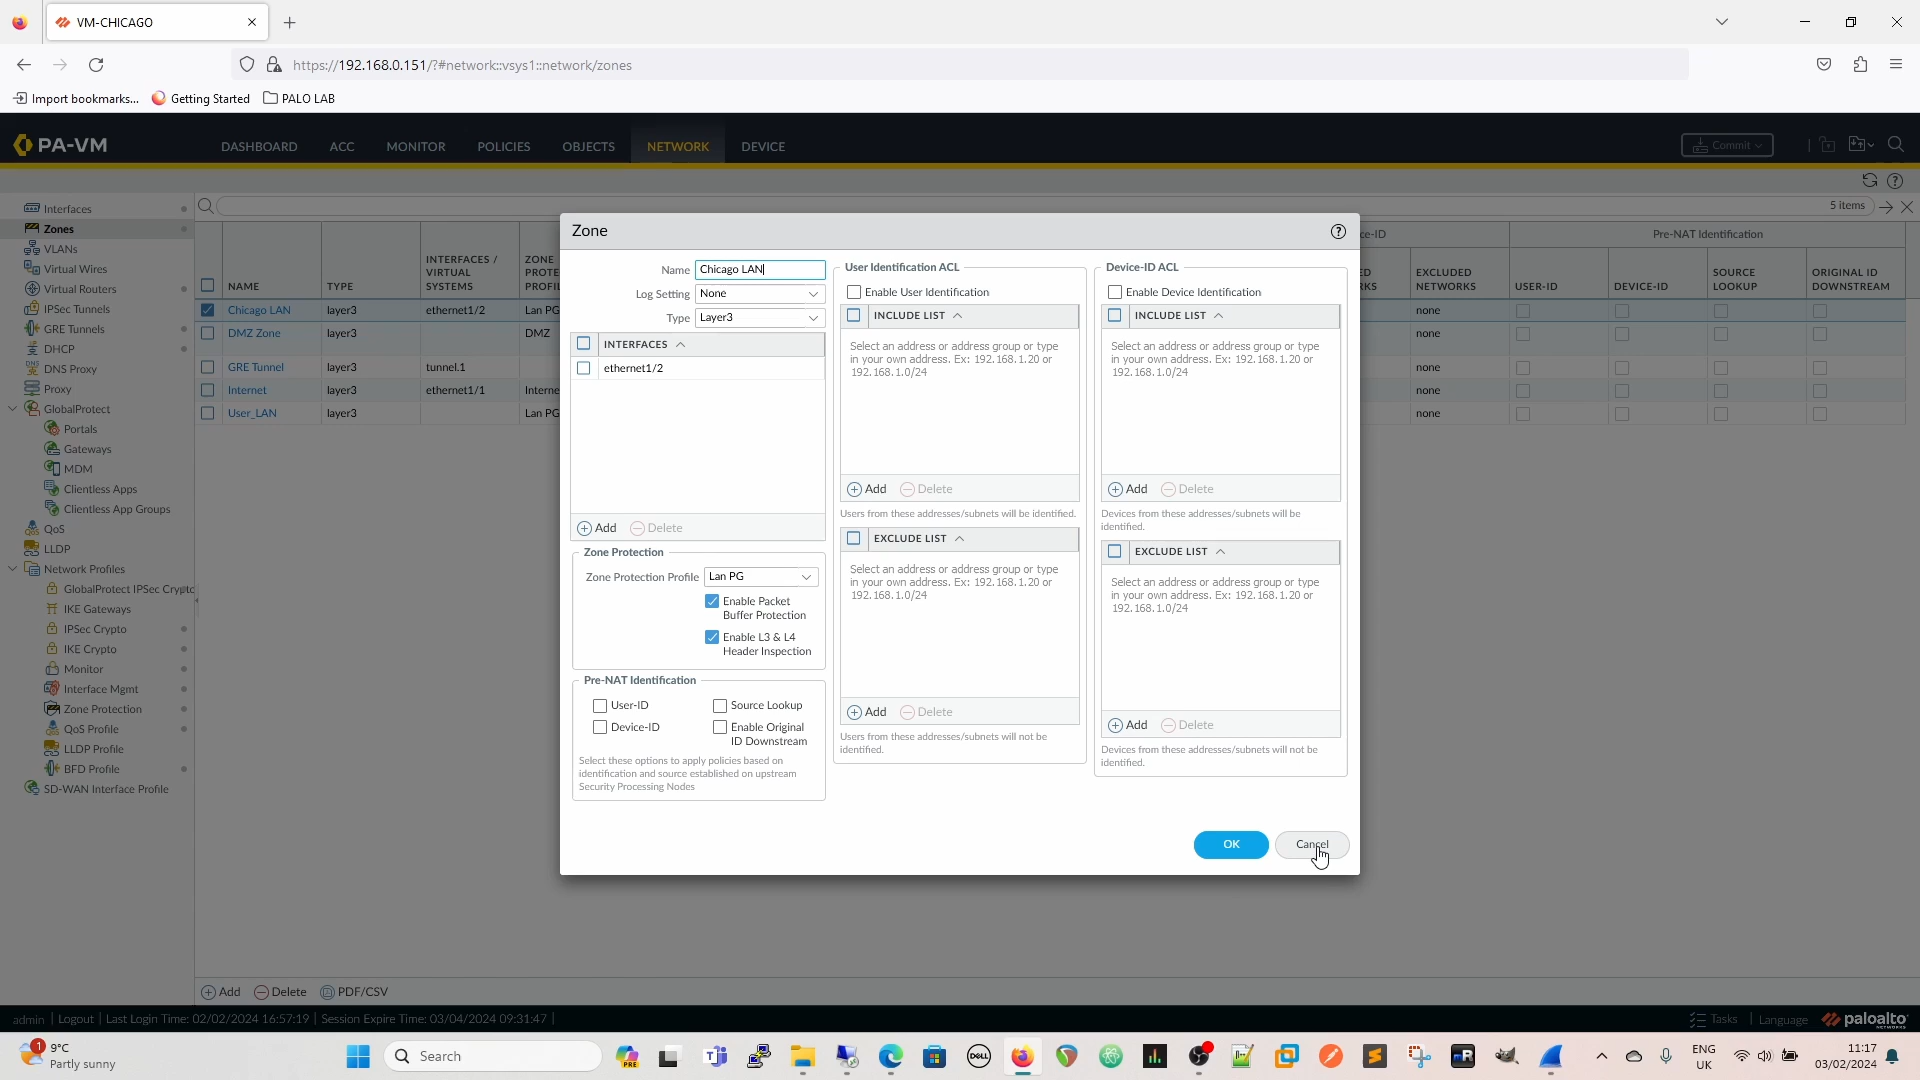 VM-CHICAGO
https://192.168.0.151/?#network::vsys1::network/zones
Import bookmarks...
Getting Started
PALO LAB
PA-VM
DASHBOARD
ACC
MONITOR
POLICIES
OBJECTS
NETWORK
DEVICE
Commit
Interfaces
Zones
VLANs
Virtual Wires
Virtual Routers
IPSec Tunnels
GRE Tunnels
DHCP
DNS Proxy
Proxy
GlobalProtect
Portals
Gateways
MDM
Clientless Apps
Clientless App Groups
QoS
LLDP
Network Profiles
GlobalProtect IPSec Crypto
IKE Gateways
IPSec Crypto
IKE Crypto
Monitor
Interface Mgmt
Zone Protection
QoS Profile
LLDP Profile
BFD Profile
SD-WAN Interface Profile
5 items
NAME
TYPE
INTERFACES /
VIRTUAL
SYSTEMS
ZONE
PROTE
PROFIL
Chicago LAN
layer3
ethernet1/2
Lan PG
DMZ Zone
layer3
DMZ
GRE Tunnel
layer3
tunnel.1
Internet
layer3
ethernet1/1
Interne
User_LAN
layer3
Lan PG
Zone
Name
Chicago LAN
Log Setting
None
Type
Layer3
INTERFACES
ethernet1/2
Add
Delete
Zone Protection
Zone Protection Profile
Lan PG
Enable Packet
Buffer Protection
Enable L3 & L4
Header Inspection
Pre-NAT Identification
User-ID
Source Lookup
Device-ID
Enable Original
ID Downstream
Select these options to apply policies based on
identification and source established on upstream
Security Processing Nodes
User Identification ACL
Enable User Identification
INCLUDE LIST
Select an address or address group or type
in your own address. Ex: 192.168.1.20 or
192.168.1.0/24
Add
Delete
Users from these addresses/subnets will be identified.
EXCLUDE LIST
Select an address or address group or type
in your own address. Ex: 192.168.1.20 or
192.168.1.0/24
Add
Delete
Users from these addresses/subnets will not be
identified.
Device-ID ACL
Enable Device Identification
INCLUDE LIST
Select an address or address group or type
in your own address. Ex: 192.168.1.20 or
192.168.1.0/24
Add
Delete
Devices from these addresses/subnets will be
identified.
EXCLUDE LIST
Select an address or address group or type
in your own address. Ex: 192.168.1.20 or
192.168.1.0/24
Add
Delete
Devices from these addresses/subnets will not be
identified.
OK
Cancel
ce-ID
Pre-NAT Identification
ED
RKS
EXCLUDED
NETWORKS
USER-ID
DEVICE-ID
SOURCE
LOOKUP
ORIGINAL ID
DOWNSTREAM
none
none
none
none
none
Add
Delete
PDF/CSV
admin
Logout
Last Login Time: 02/02/2024 16:57:19
Session Expire Time: 03/04/2024 09:31:47
Tasks
Language
paloalto
NETWORKS
1
9°C
Partly sunny
Search
PRE
DELL
ENG
UK
11:17
03/02/2024